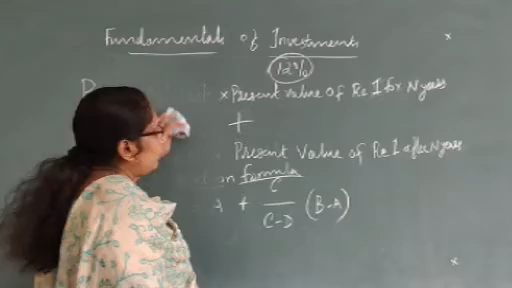 Fundamentals of Investments
12%
× Present value of Re 1 for N years
+
Present value of Re 1 after N years
on formula
A + C / C-D (B-A)